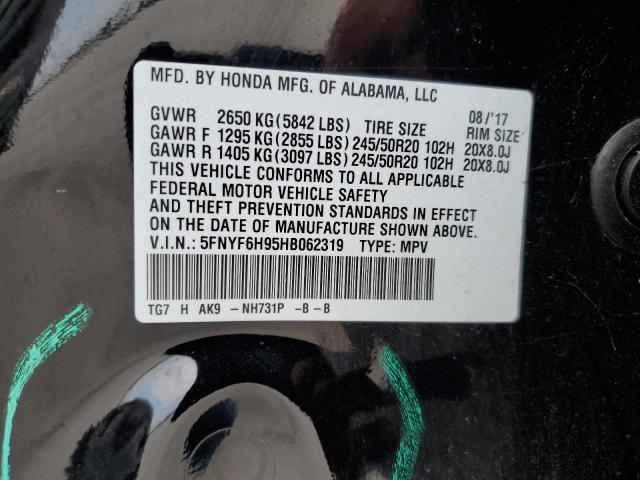 MFD. BY HONDA MFG. OF ALABAMA, LLC
GVWR 2650 KG (5842 LBS) TIRE SIZE 08/'17 RIM SIZE
GAWR F 1295 KG (2855 LBS) 245/50R20 102H 20X8.0J
GAWR R 1405 KG (3097 LBS) 245/50R20 102H 20X8.0J
THIS VEHICLE CONFORMS TO ALL APPLICABLE
FEDERAL MOTOR VEHICLE SAFETY
AND THEFT PREVENTION STANDARDS IN EFFECT
ON THE DATE OF MANUFACTURE SHOWN ABOVE.
V.I.N.: 5FNYF6H95HB062319 TYPE: MPV
TG7 H AK9 -NH731P -B -B